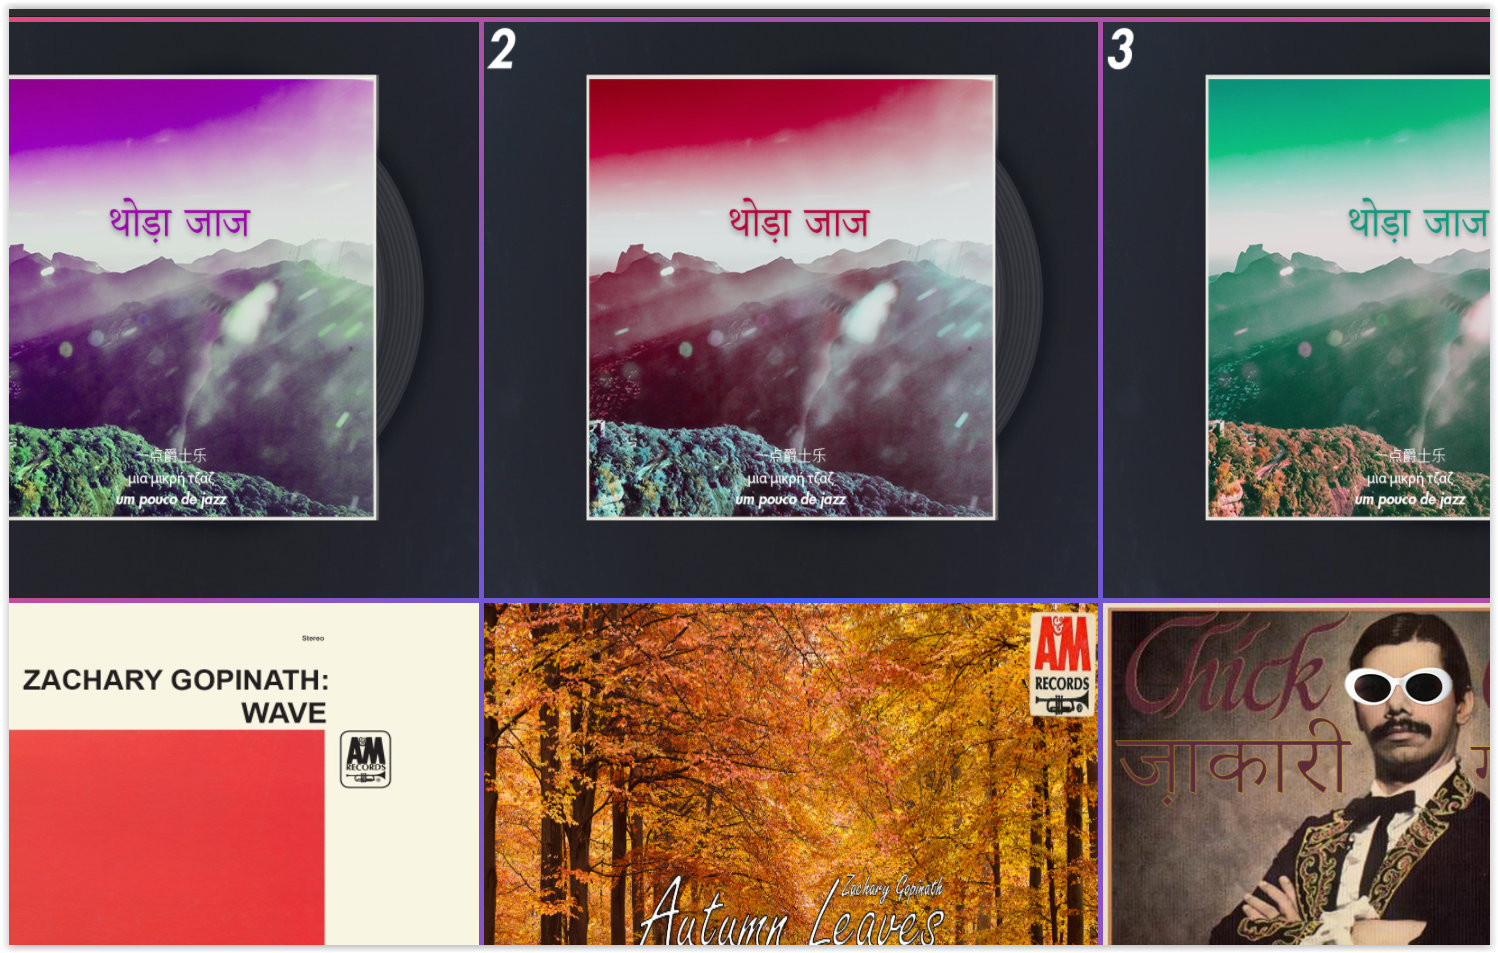 2
3
थोड़ा जाज
一点爵士乐
μια μικρή τζαζ
um pouco de jazz
थोड़ा जाज
一点爵士乐
μια μικρή τζαζ
um pouco de jazz
थोड़ा जाज
一点爵士乐
μια μικρή τζαζ
um pouco de jazz
Stereo
ZACHARY GOPINATH:
WAVE
A&M
RECORDS
A&M
RECORDS
Zachary Gopinath
Autumn Leaves
Chick
ज़ाकारी